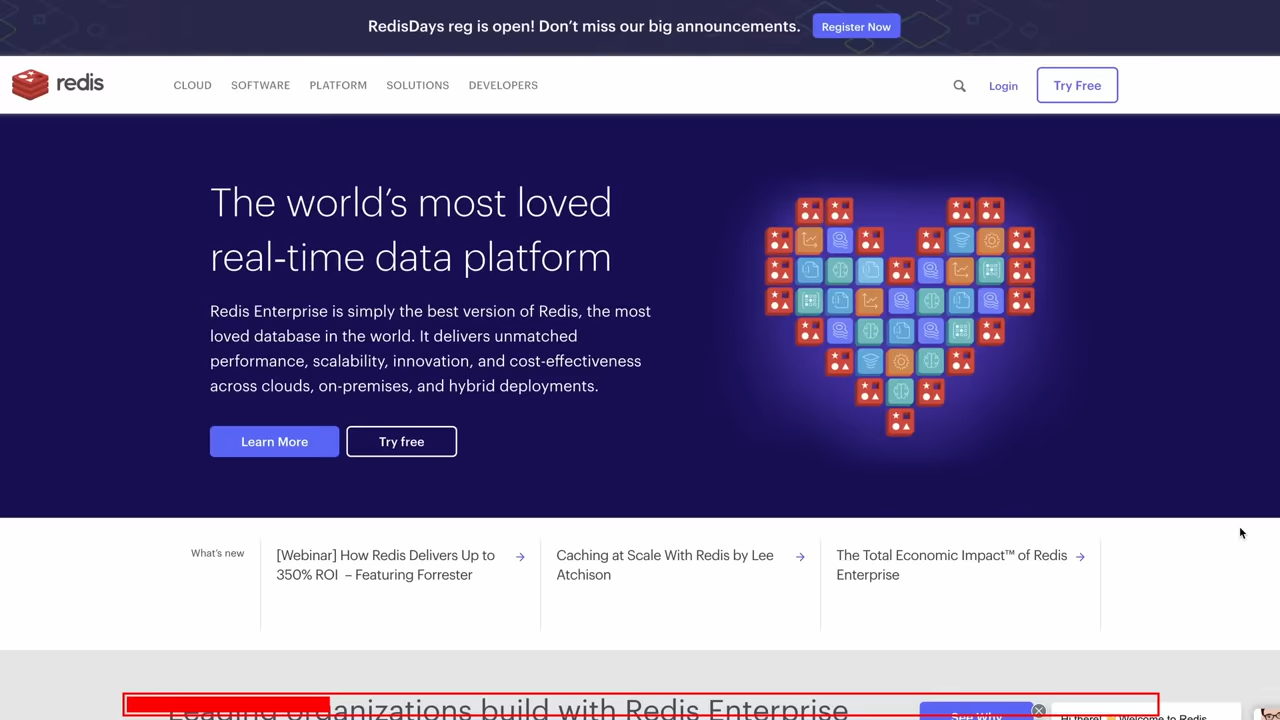 RedisDays reg is open! Don’t miss our big announcements.
Register Now
redis
CLOUD
SOFTWARE
PLATFORM
SOLUTIONS
DEVELOPERS
Login
Try Free
The world’s most loved
real-time data platform
Redis Enterprise is simply the best version of Redis, the most
loved database in the world. It delivers unmatched
performance, scalability, innovation, and cost-effectiveness
across clouds, on-premises, and hybrid deployments.
Learn More
Try free
What’s new
[Webinar] How Redis Delivers Up to
350% ROI – Featuring Forrester
Caching at Scale With Redis by Lee
Atchison
The Total Economic Impact™ of Redis
Enterprise
Leading organizations build with Redis Enterprise
See Why
Hi there! 👋 Welcome to Redis